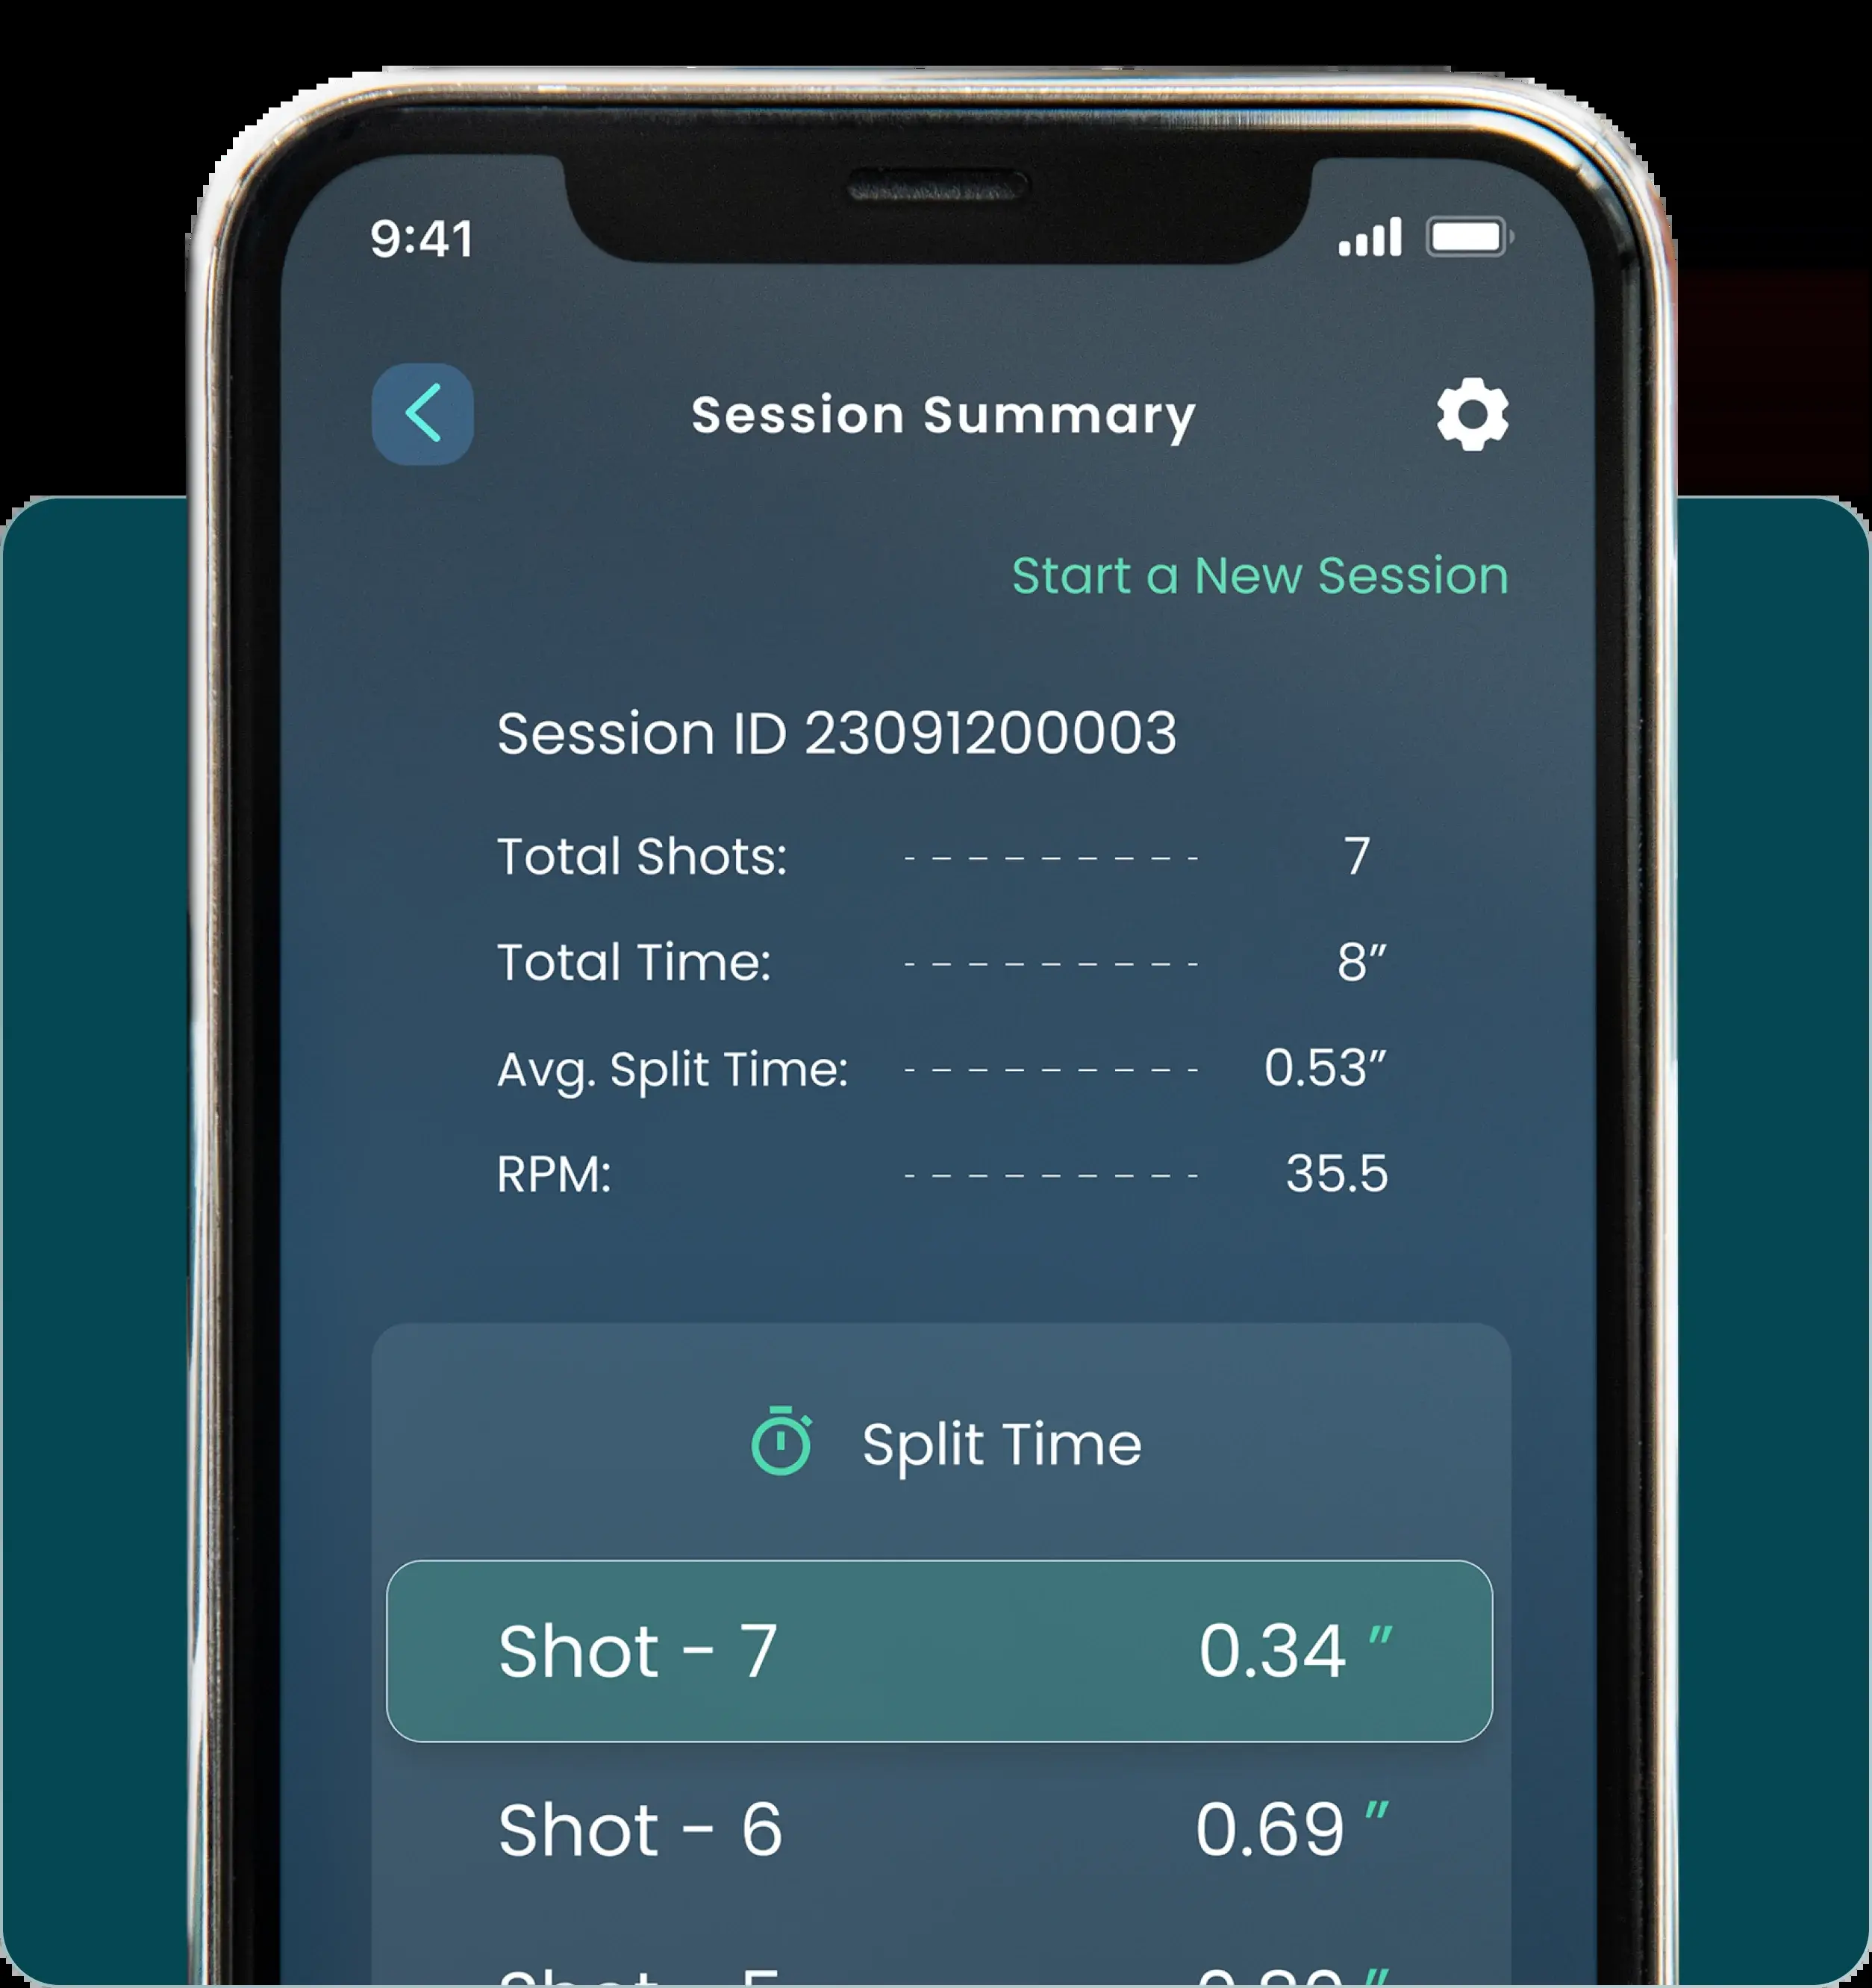 9:41
Session Summary
Start a New Session
Session ID 23091200003
Total Shots: - - - - - - - - - 7
Total Time: - - - - - - - - - 8”
Avg. Split Time: - - - - - - - - - 0.53”
RPM: - - - - - - - - - 35.5
Split Time
Shot - 7 0.34 ”
Shot - 6 0.69 ”